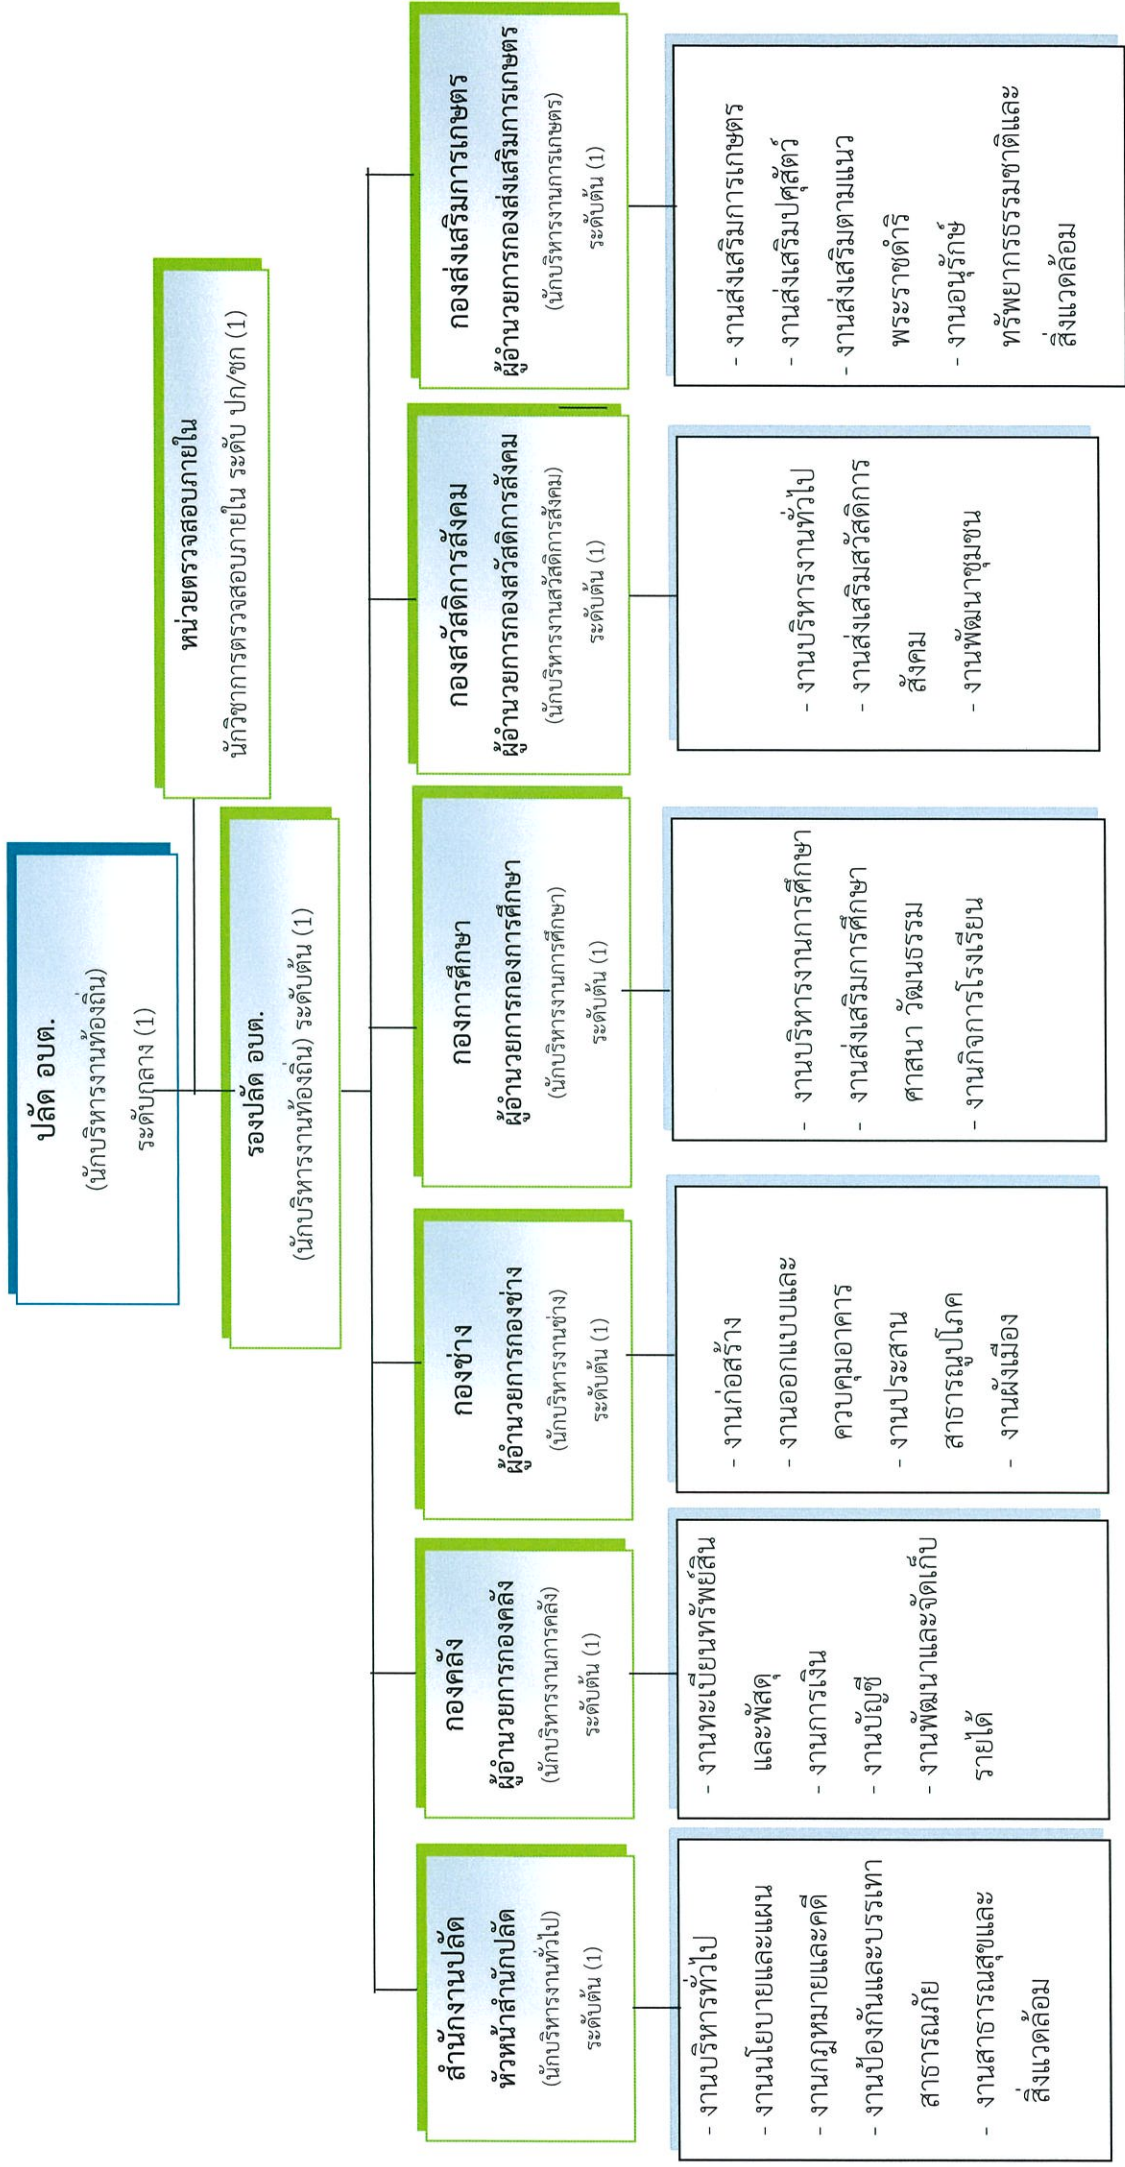 ปลัด อบต.
(นักบริหารงานท้องถิ่น)
ระดับกลาง (1)
หน่วยตรวจสอบภายใน
นักวิชาการตรวจสอบภายใน ระดับ ปก/ชก (1)
รองปลัด อบต.
(นักบริหารงานท้องถิ่น) ระดับต้น (1)
สำนักงานปลัด
หัวหน้าสำนักปลัด
(นักบริหารงานทั่วไป)
ระดับต้น (1)
กองคลัง
ผู้อำนวยการกองคลัง
(นักบริหารงานการคลัง)
ระดับต้น (1)
กองช่าง
ผู้อำนวยการกองช่าง
(นักบริหารงานช่าง)
ระดับต้น (1)
กองการศึกษา
ผู้อำนวยการกองการศึกษา
(นักบริหารงานการศึกษา)
ระดับต้น (1)
กองสวัสดิการสังคม
ผู้อำนวยการกองสวัสดิการสังคม
(นักบริหารงานสวัสดิการสังคม)
ระดับต้น (1)
กองส่งเสริมการเกษตร
ผู้อำนวยการกองส่งเสริมการเกษตร
(นักบริหารงานการเกษตร)
ระดับต้น (1)
- งานบริหารทั่วไป
- งานนโยบายและแผน
- งานกฎหมายและคดี
- งานป้องกันและบรรเทา
สาธารณภัย
- งานสาธารณสุขและ
สิ่งแวดล้อม
- งานทะเบียนทรัพย์สิน
และพัสดุ
- งานการเงิน
- งานบัญชี
- งานพัฒนาและจัดเก็บ
รายได้
- งานก่อสร้าง
- งานออกแบบและ
ควบคุมอาคาร
- งานประสาน
สาธารณูปโภค
- งานผังเมือง
- งานบริหารงานการศึกษา
- งานส่งเสริมการศึกษา
ศาสนา วัฒนธรรม
- งานกิจการโรงเรียน
- งานบริหารงานทั่วไป
- งานส่งเสริมสวัสดิการ
สังคม
- งานพัฒนาชุมชน
- งานส่งเสริมการเกษตร
- งานส่งเสริมปศุสัตว์
- งานส่งเสริมตามแนว
พระราชดำริ
- งานอนุรักษ์
ทรัพยากรธรรมชาติและ
สิ่งแวดล้อม